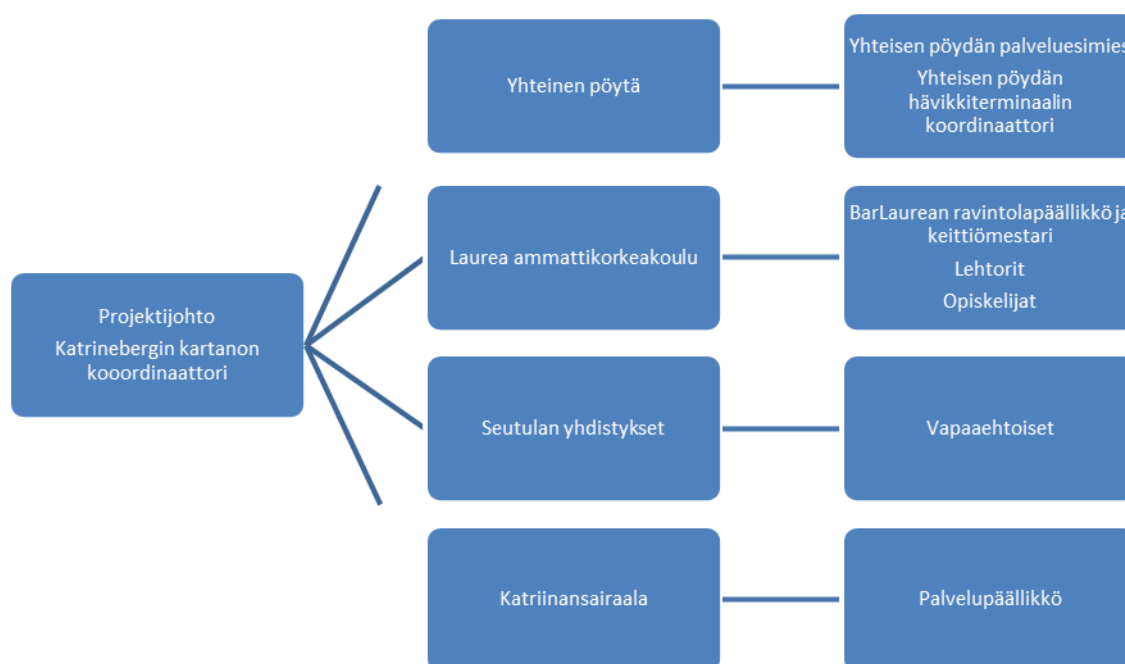 Projektijohto
Katrinebergin kartanon
kooordinaattori
Yhteinen pöytä
Yhteisen pöydän palveluesimies
Yhteisen pöydän
hävikkiterminaalin
koordinaattori
Laurea ammattikorkeakoulu
BarLaurean ravintolapäällikkö ja
keittiömestari
Lehtorit
Opiskelijat
Seutulan yhdistykset
Vapaaehtoiset
Katriinansairaala
Palvelupäällikkö